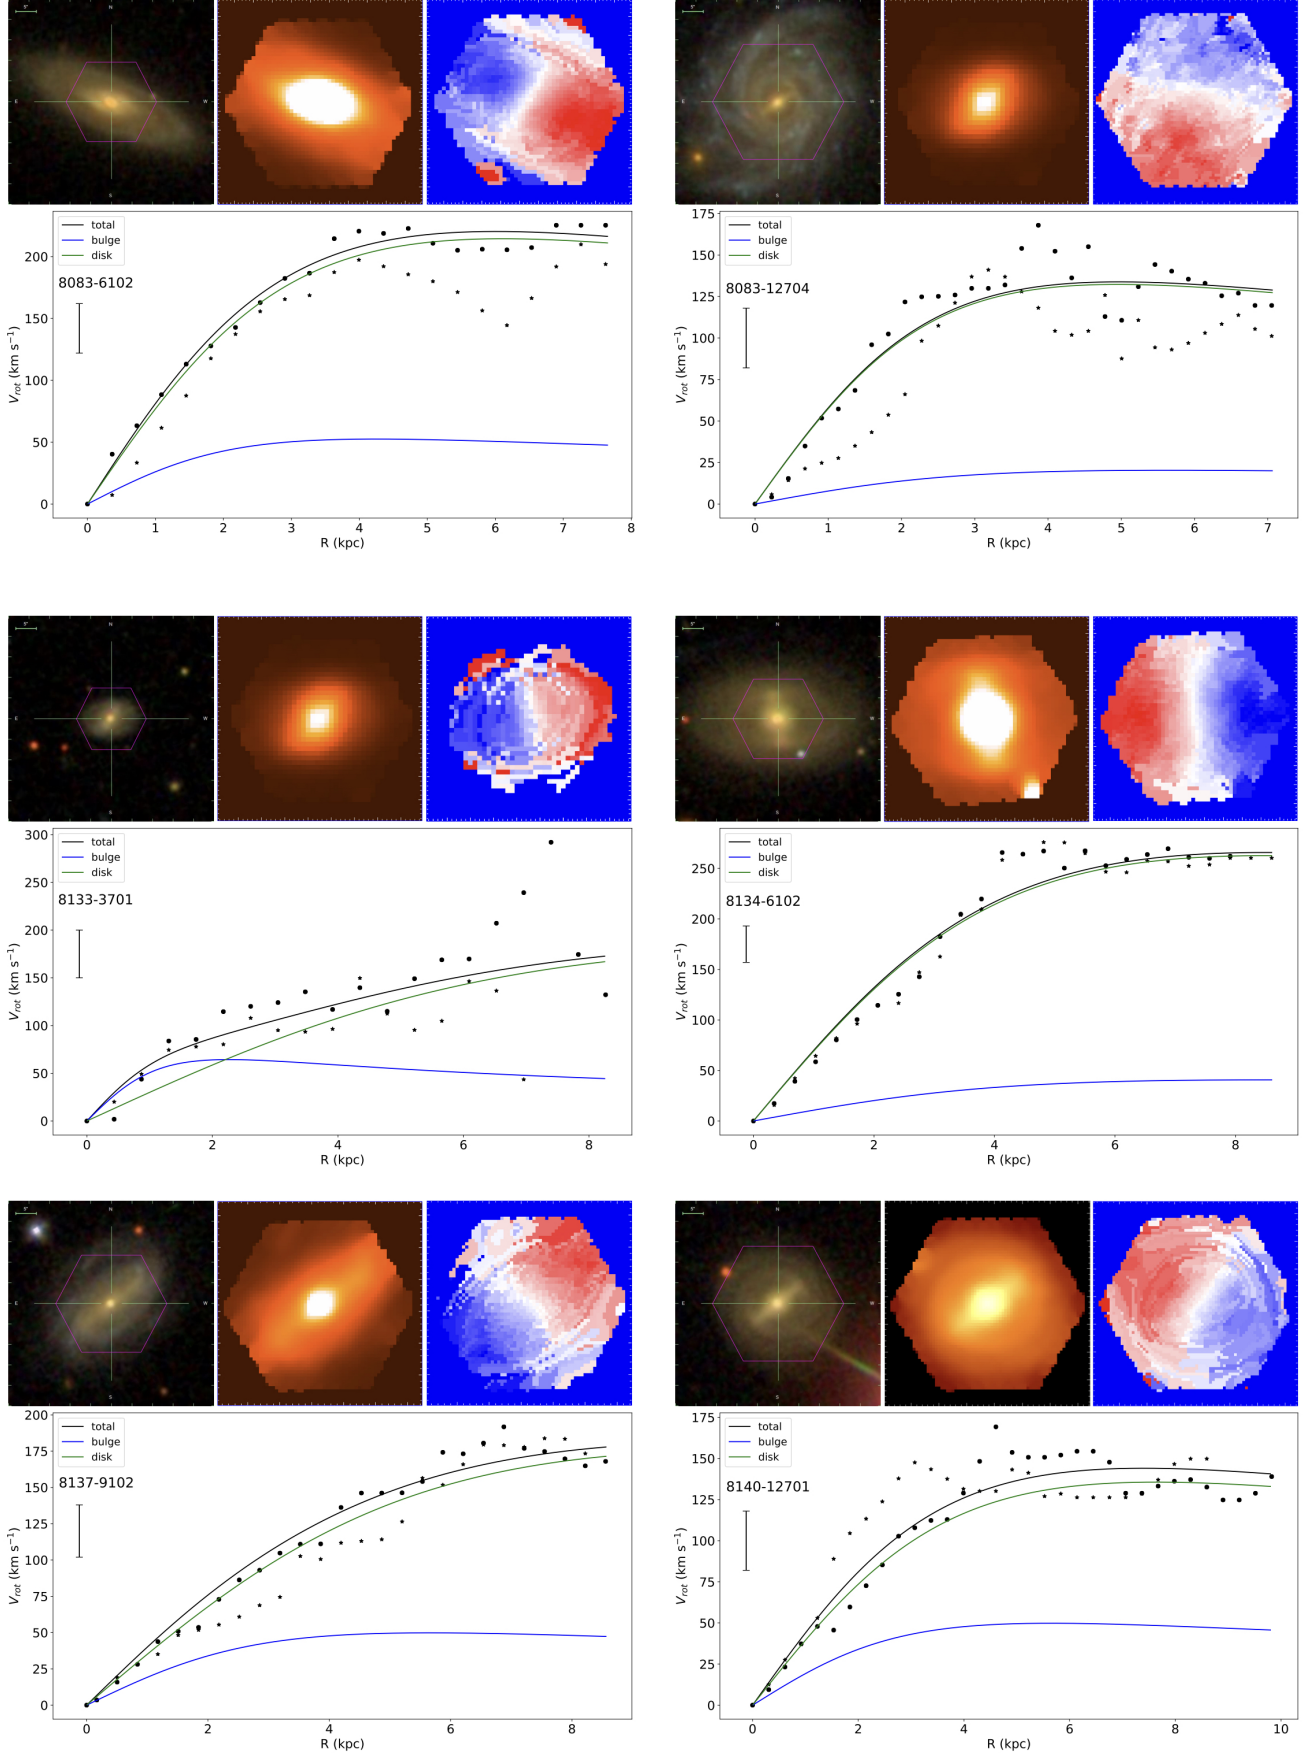 5"
N
E
W
S
5"
N
E
W
S
total
bulge
disk
8083-6102
0
50
100
150
200
V_rot (km s⁻¹)
0 1 2 3 4 5 6 7 8
R (kpc)
total
bulge
disk
8083-12704
0
25
50
75
100
125
150
175
V_rot (km s⁻¹)
0 1 2 3 4 5 6 7
R (kpc)
5"
N
E
W
S
5"
N
E
W
S
total
bulge
disk
8133-3701
0
50
100
150
200
250
300
V_rot (km s⁻¹)
0 2 4 6 8
R (kpc)
total
bulge
disk
8134-6102
0
50
100
150
200
250
V_rot (km s⁻¹)
0 2 4 6 8
R (kpc)
5"
N
E
W
S
5"
N
E
W
S
total
bulge
disk
8137-9102
0
25
50
75
100
125
150
175
200
V_rot (km s⁻¹)
0 2 4 6 8
R (kpc)
total
bulge
disk
8140-12701
0
25
50
75
100
125
150
175
V_rot (km s⁻¹)
0 2 4 6 8 10
R (kpc)